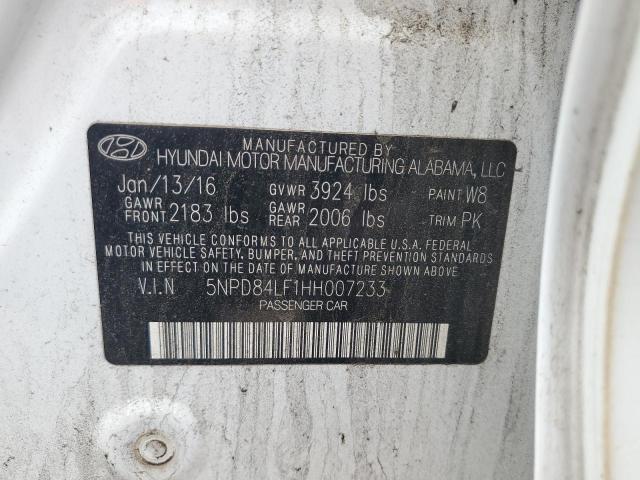 MANUFACTURED BY
HYUNDAI MOTOR MANUFACTURING ALABAMA, LLC
Jan/13/16 GVWR 3924 lbs PAINT W8
GAWR FRONT 2183 lbs GAWR REAR 2006 lbs TRIM PK
THIS VEHICLE CONFORMS TO ALL APPLICABLE U.S.A. FEDERAL
MOTOR VEHICLE SAFETY, BUMPER, AND THEFT PREVENTION STANDARDS
IN EFFECT ON THE DATE OF MANUFACTURE SHOWN ABOVE.
V.I.N 5NPD84LF1HH007233
PASSENGER CAR